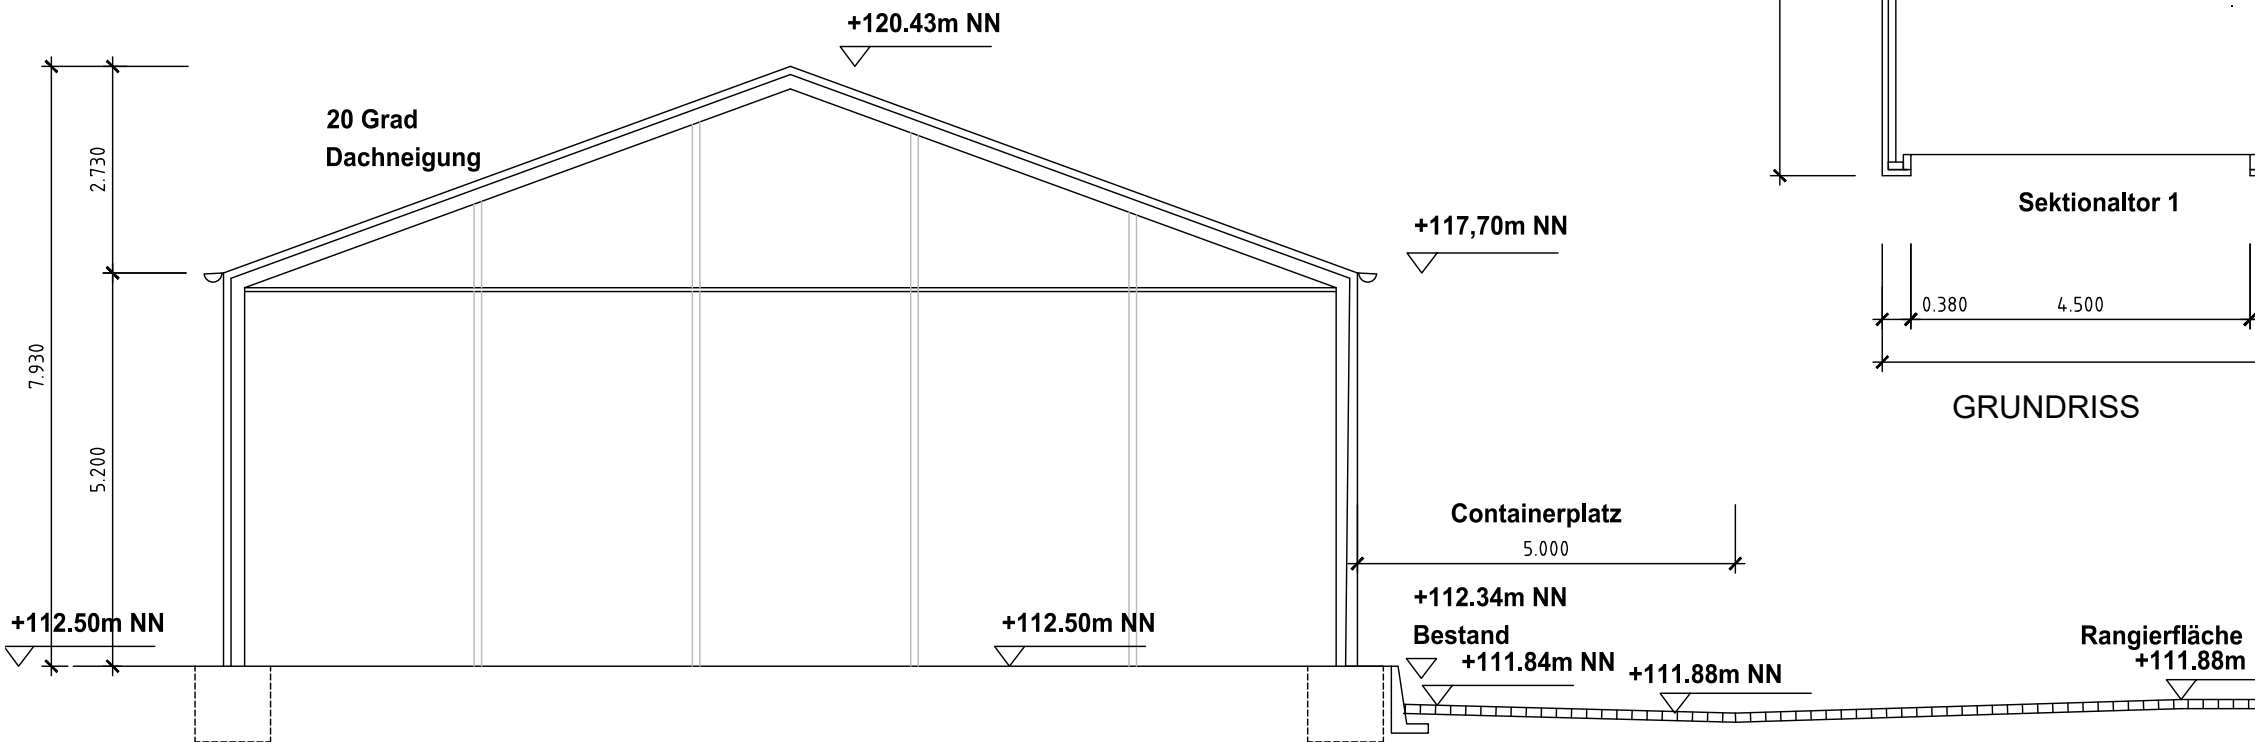 +120.43m NN
20 Grad
Dachneigung
2.730
+117,70m NN
Sektionaltor 1
0.380
4.500
7.930
GRUNDRISS
5.200
Containerplatz
5.000
+112.50m NN
+112.50m NN
+112.34m NN
Bestand
+111.84m NN
+111.88m NN
Rangierfläche
+111.88m